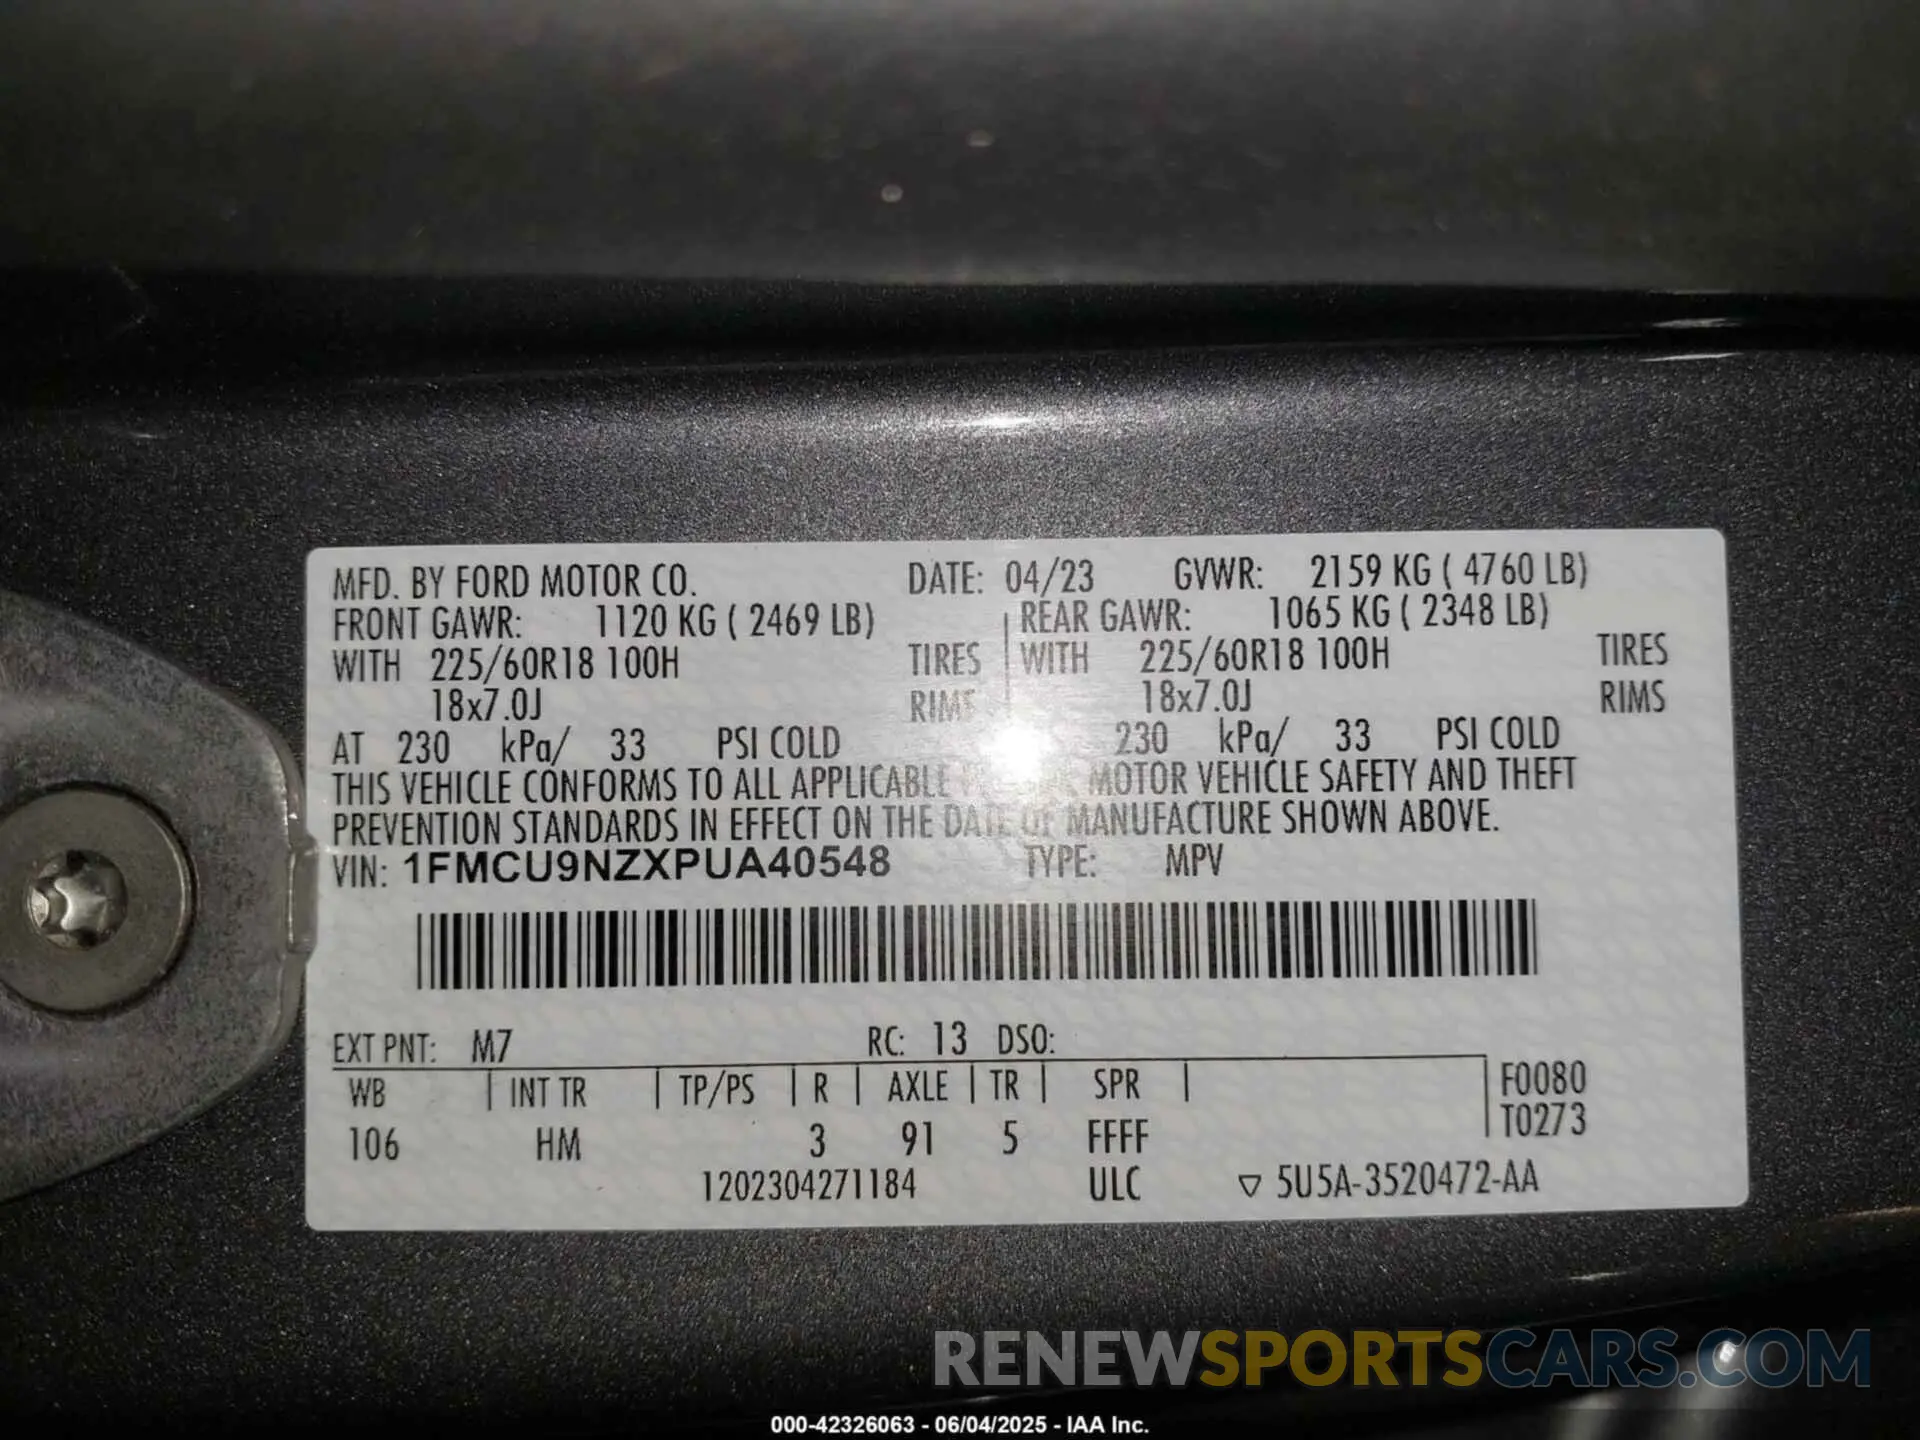 MFD. BY FORD MOTOR CO. DATE: 04/23 GVWR: 2159 KG ( 4760 LB)
FRONT GAWR: 1120 KG ( 2469 LB) REAR GAWR: 1065 KG ( 2348 LB)
WITH 225/60R18 100H TIRES WITH 225/60R18 100H TIRES
18x7.0J RIMS 18x7.0J RIMS
AT 230 kPa/ 33 PSI COLD 230 kPa/ 33 PSI COLD
THIS VEHICLE CONFORMS TO ALL APPLICABLE MOTOR VEHICLE SAFETY AND THEFT
PREVENTION STANDARDS IN EFFECT ON THE DATE OF MANUFACTURE SHOWN ABOVE.
VIN: 1FMCU9NZXPUA40548 TYPE: MPV
EXT PNT: M7 RC: 13 DSO:
WB INT TR TP/PS R AXLE TR SPR F0080
T0273
106 HM 3 91 5 FFFF
1202304271184 ULC ▽ 5U5A-3520472-AA
RENEWSPORTSCARS.COM
000-42326063 - 06/04/2025 - IAA Inc.